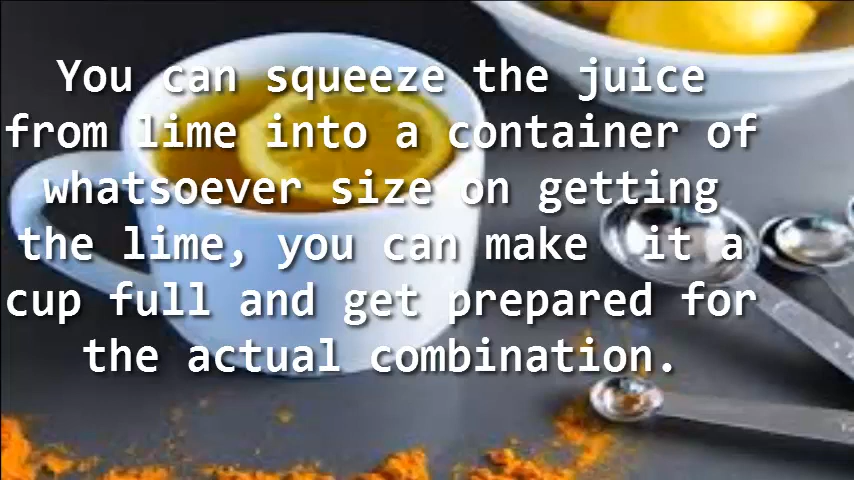 You can squeeze the juice
from lime into a container of
whatsoever size on getting
the lime, you can make  it a
cup full and get prepared for
the actual combination.